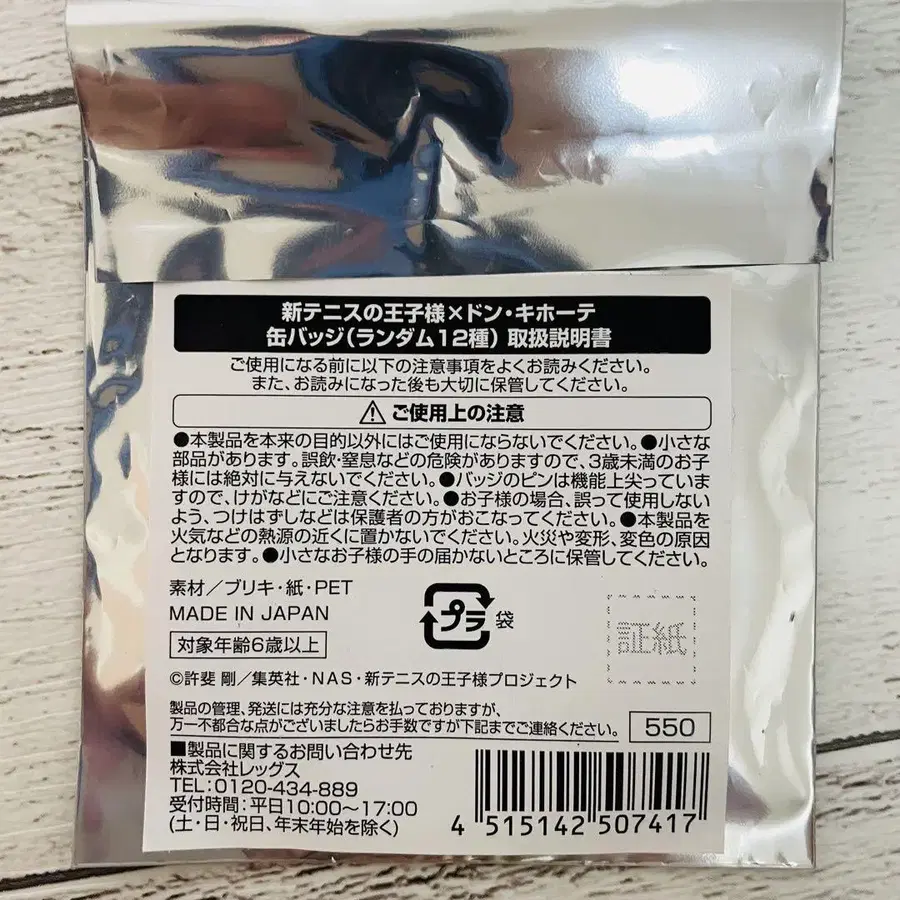 新テニスの王子様×ドン・キホーテ
缶バッジ(ランダム12種) 取扱説明書
ご使用になる前に以下の注意事項をよくお読みください。
また、お読みになった後も大切に保管してください。
ご使用上の注意
●本製品を本来の目的以外にはご使用にならないでください。●小さな
部品があります。誤飲・窒息などの危険がありますので、3歳未満のお子
様には絶対に与えないでください。●バッジのピンは機能上尖っていま
すので、けがなどにご注意ください。●お子様の場合、誤って使用しない
よう、つけはずしなどは保護者の方がおこなってください。●本製品を
火気などの熱源の近くに置かないでください。火災や変形、変色の原因
となります。●小さなお子様の手の届かないところに保管してください。
素材/ブリキ・紙・PET
MADE IN JAPAN
対象年齢6歳以上
プラ 袋
証紙
©許斐 剛/集英社・NAS・新テニスの王子様プロジェクト
製品の管理、発送には充分な注意を払っておりますが、
万一不都合な点がございましたらお手数ですが下記までご連絡ください。
550
■製品に関するお問い合わせ先
株式会社レッグス
TEL:0120-434-889
受付時間:平日10:00〜17:00
(土・日・祝日、年末年始を除く)
4 515142 507417